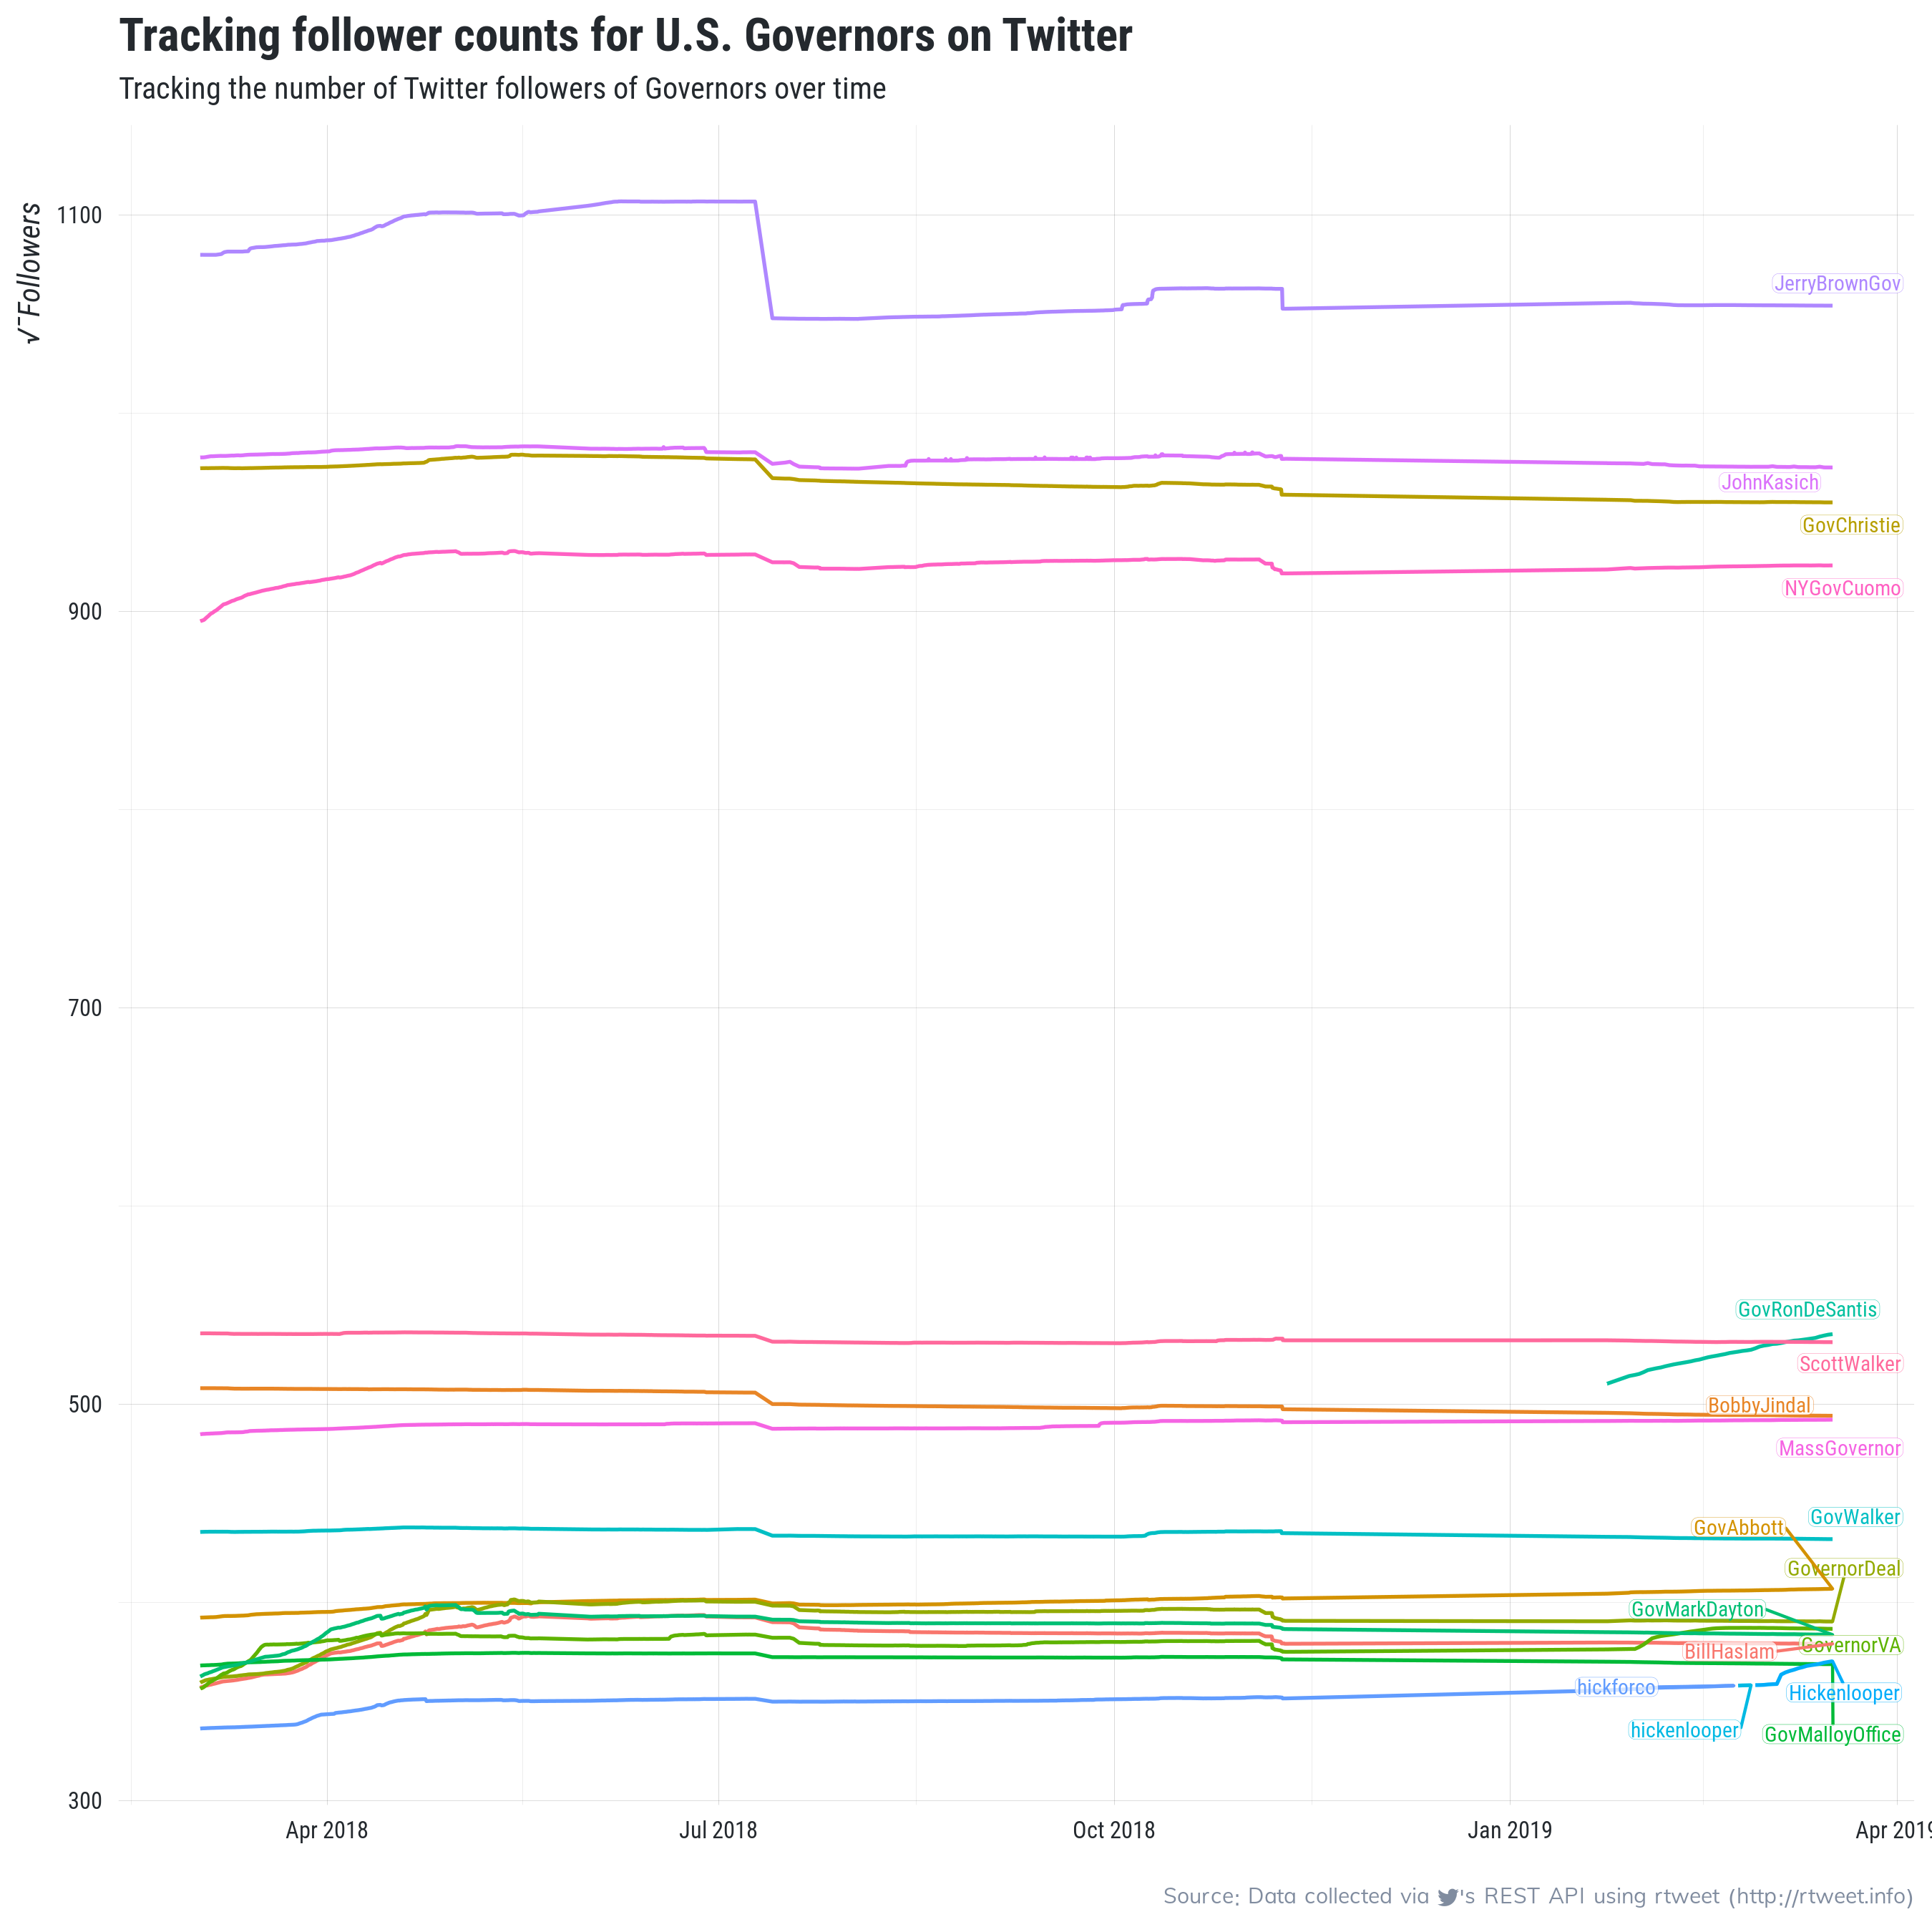 Tracking follower counts for U.S. Governors on Twitter
Tracking the number of Twitter followers of Governors over time
√¯Followers
1100
900
700
500
300
JerryBrownGov
JohnKasich
GovChristie
NYGovCuomo
GovRonDeSantis
ScottWalker
BobbyJindal
MassGovernor
GovWalker
GovAbbott
GovernorDeal
GovMarkDayton
GovernorVA
BillHaslam
hickforco
Hickenlooper
hickenlooper
GovMalloyOffice
Apr 2018 Jul 2018 Oct 2018 Jan 2019 Apr 2019
Source: Data collected via 's REST API using rtweet (http://rtweet.info)